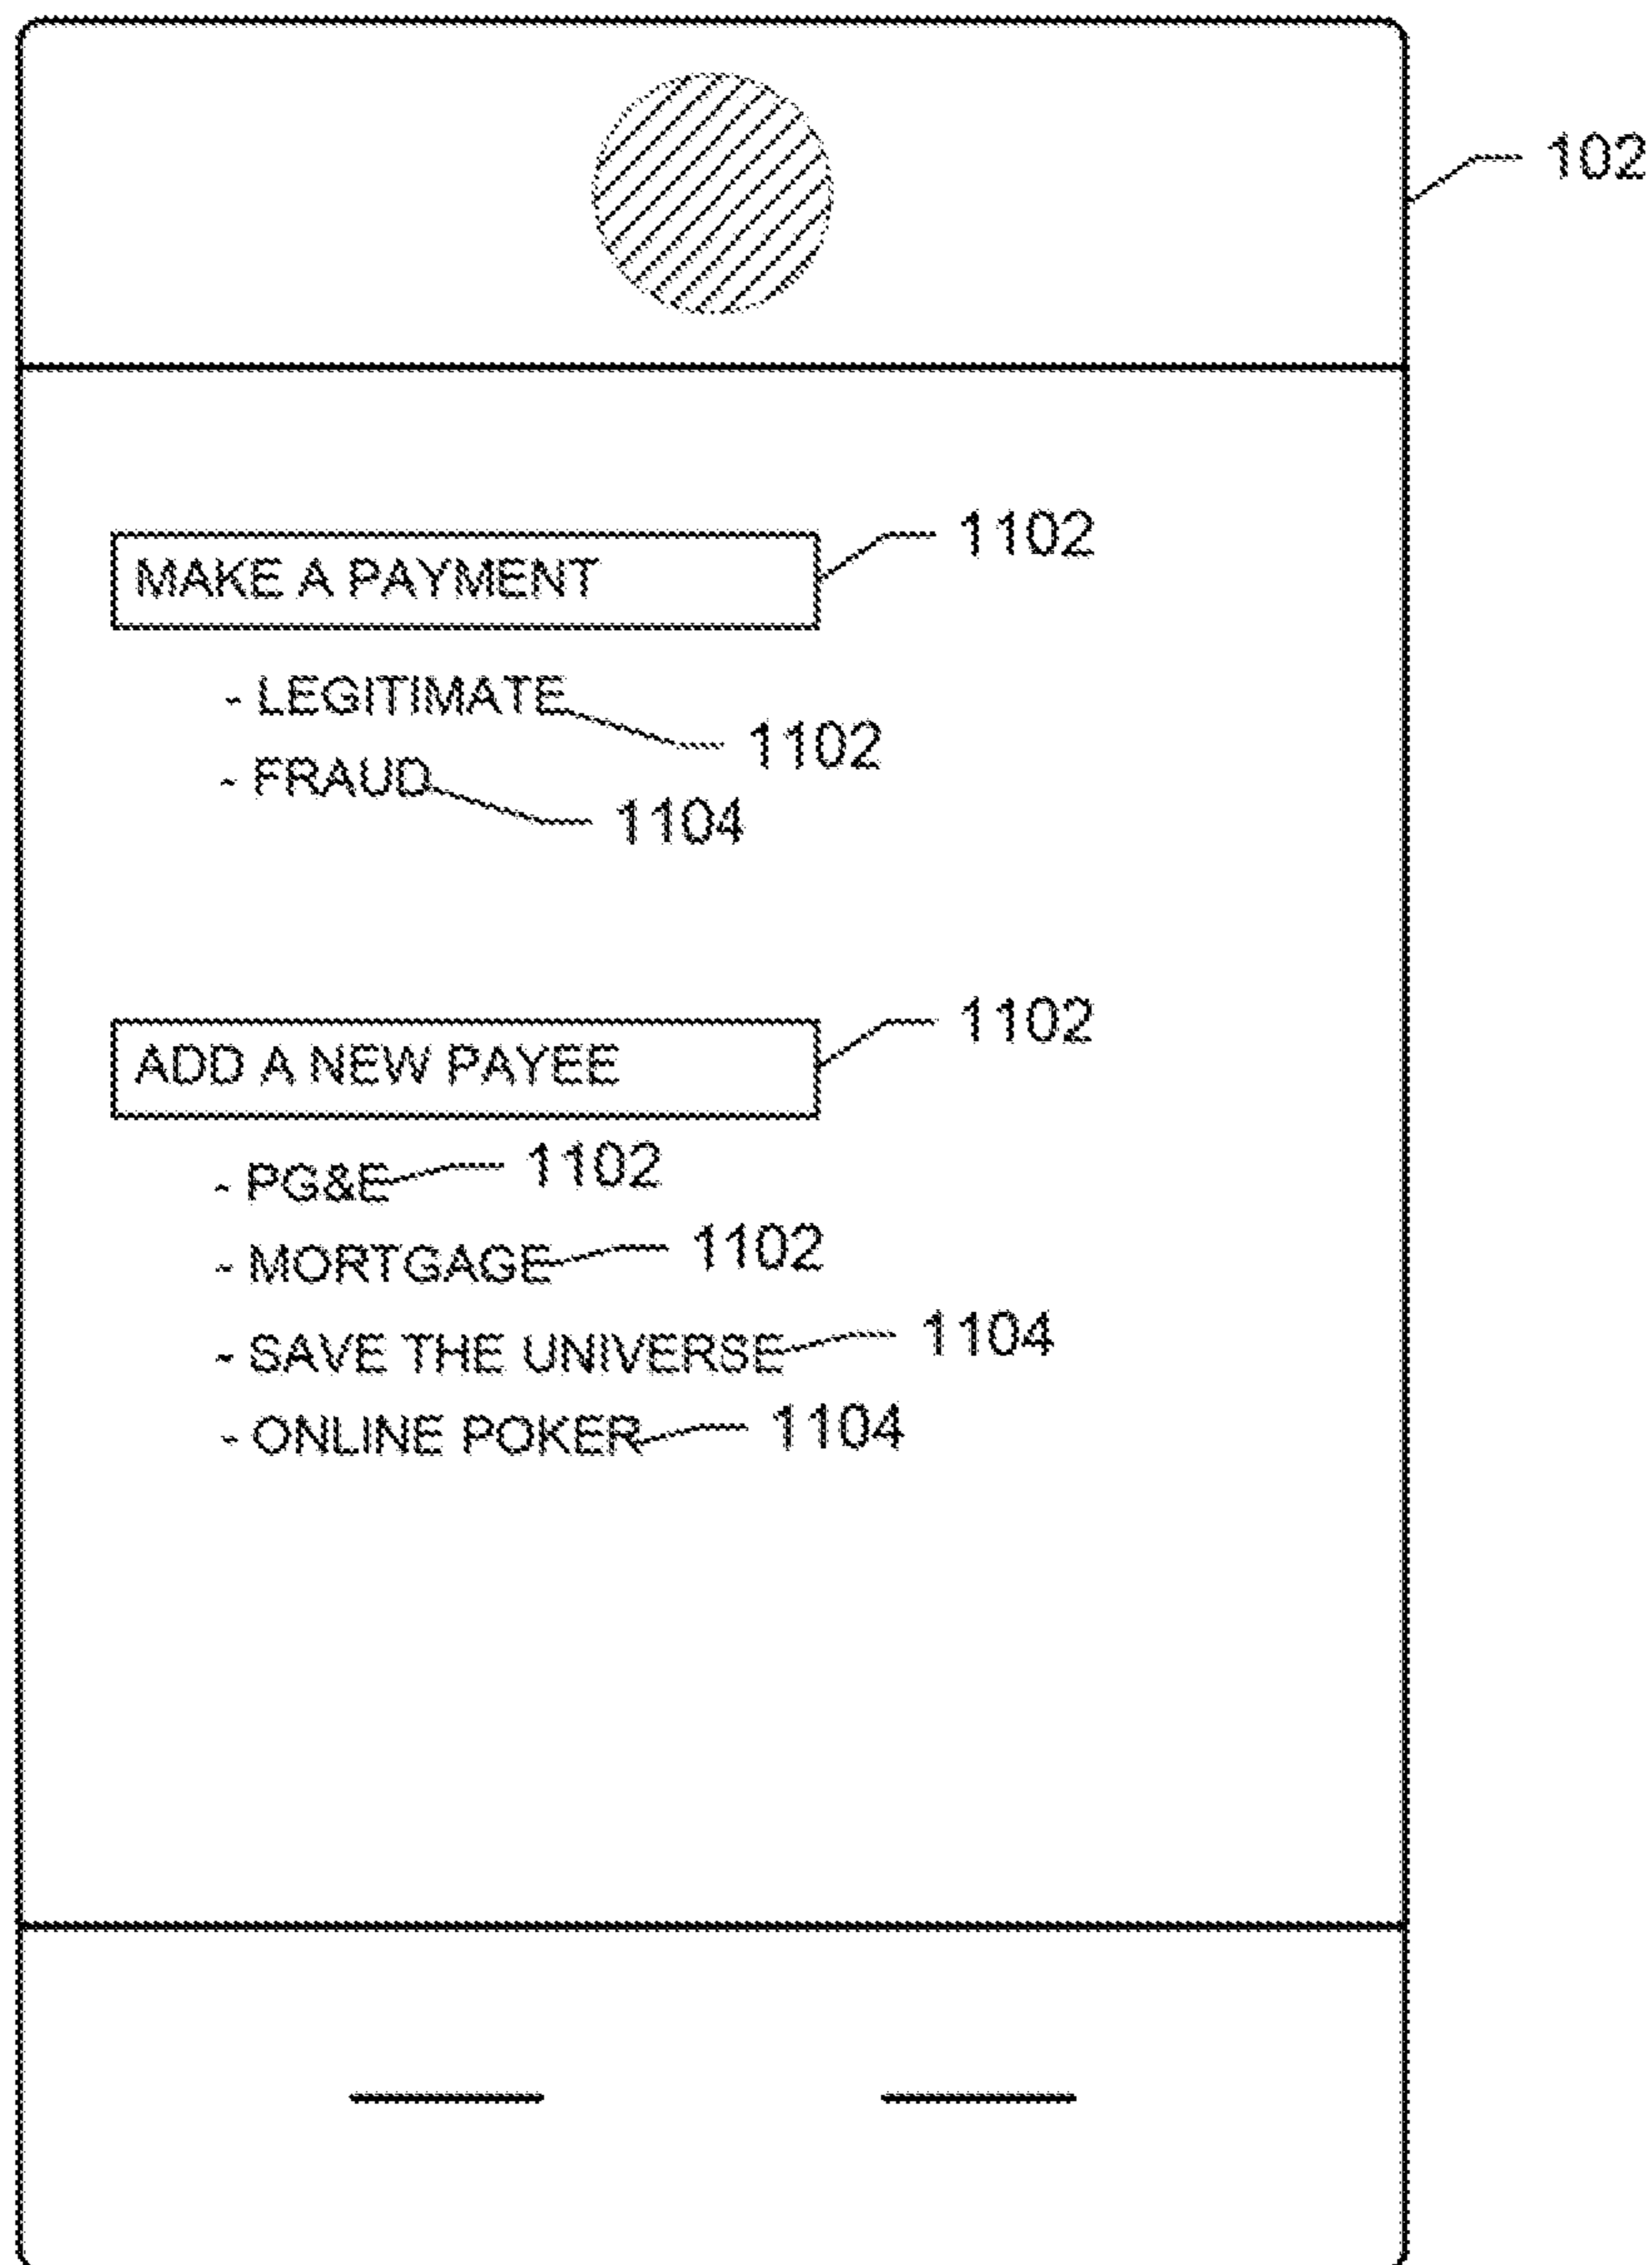 102
MAKE A PAYMENT 1102
- LEGITIMATE 1102
- FRAUD 1104
ADD A NEW PAYEE 1102
- PG&E 1102
- MORTGAGE 1102
- SAVE THE UNIVERSE 1104
- ONLINE POKER 1104